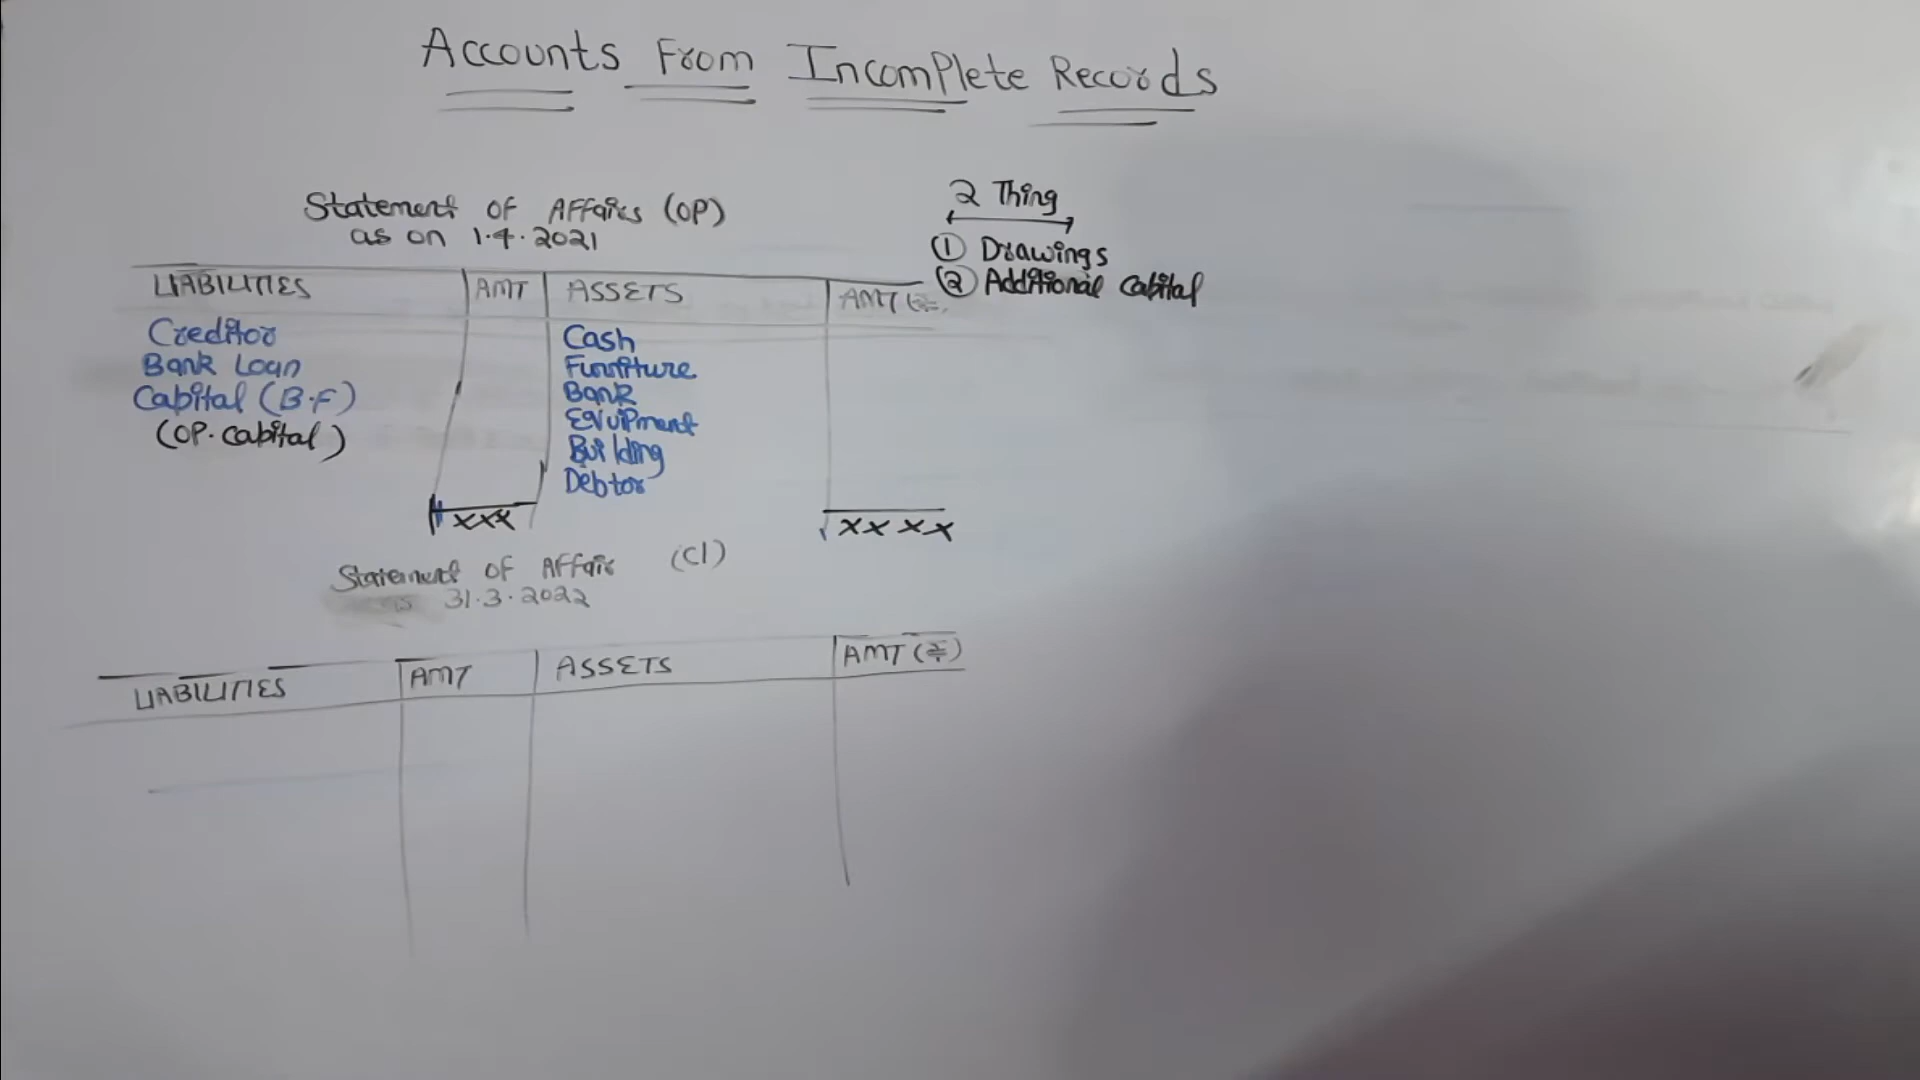 Accounts From Incomplete Records
Statement of Affairs (OP)
as on 1.4.2021
2 Thing
① Drawings
② Additional Capital
LIABILITIES AMT ASSETS AMT (₹)
Creditor Cash
Bank Loan Furniture
Capital (B.F) Bank
(OP. Capital) Equipment
Building
Debtor
xxx xxxx
Statement of Affair (Cl)
31.3.2022
LIABILITIES AMT ASSETS AMT (₹)